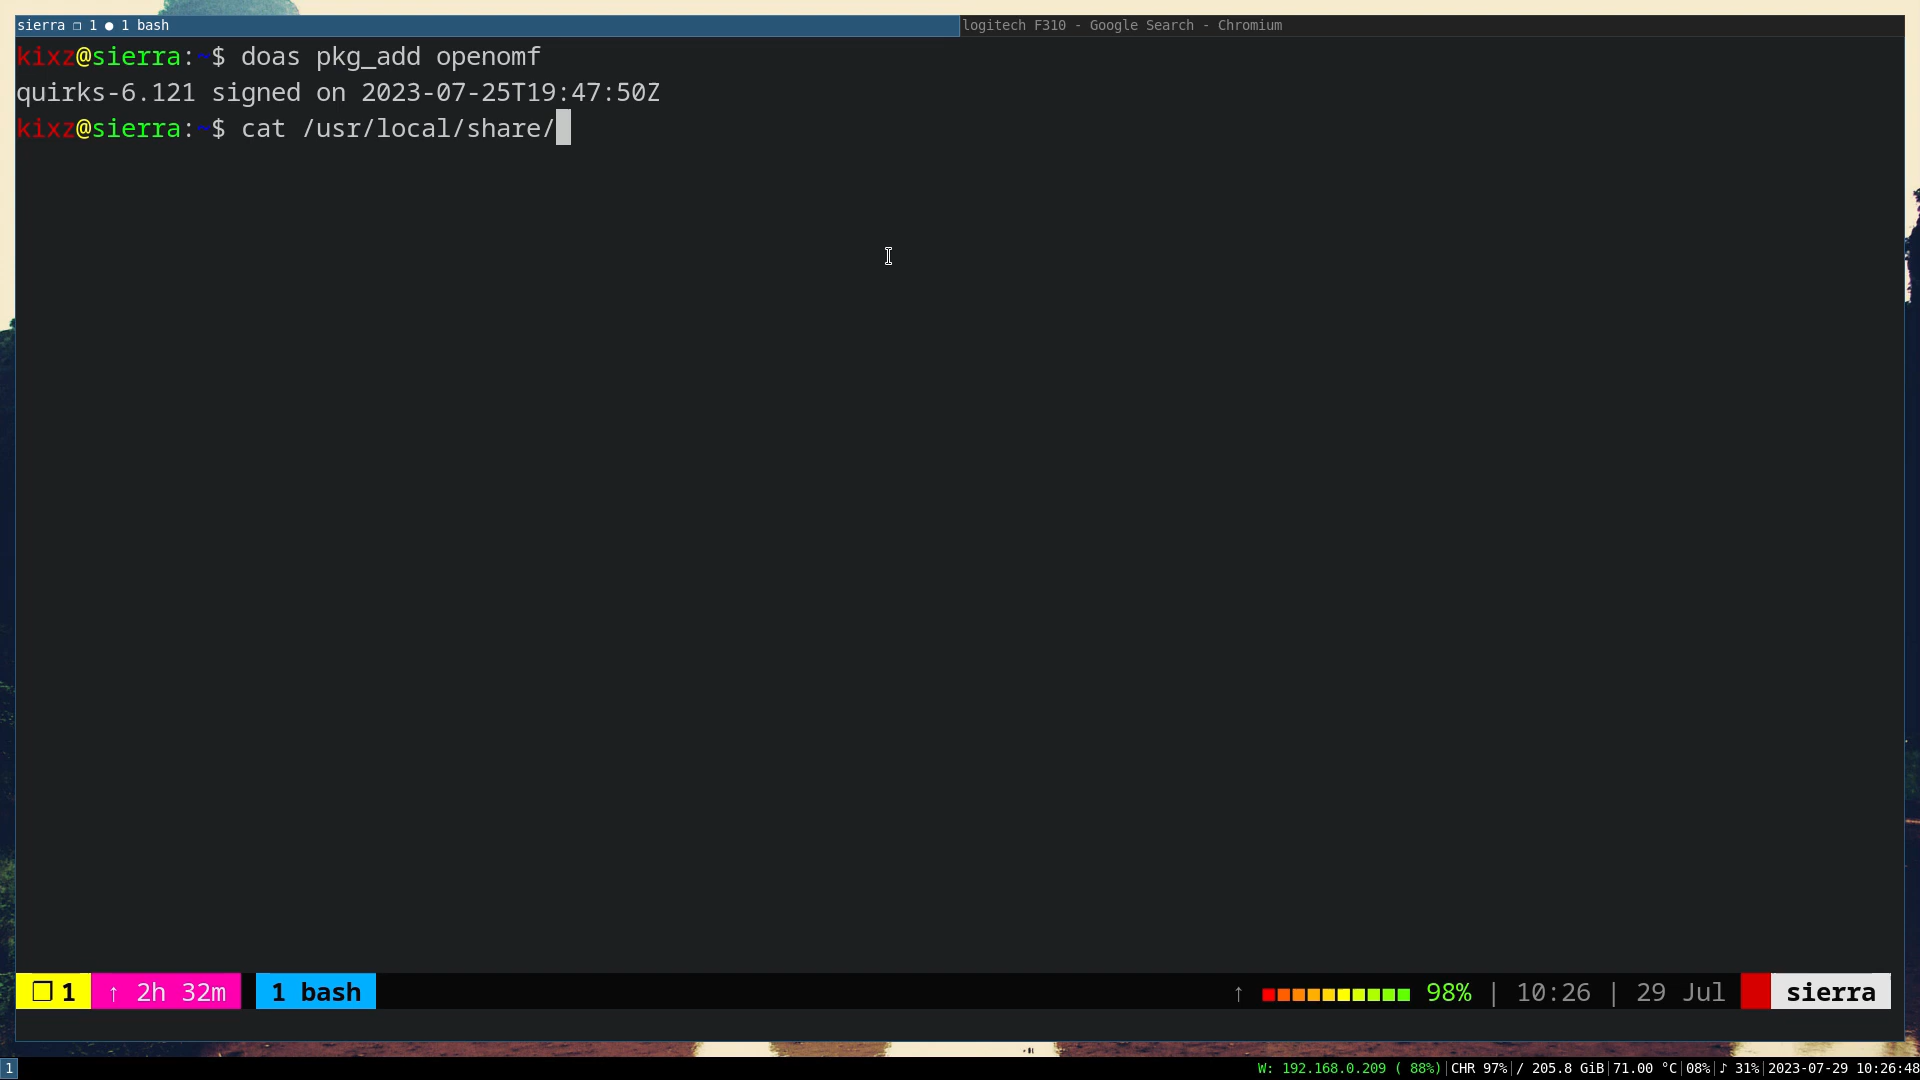 sierra ❐ 1 ● 1 bash
logitech F310 - Google Search - Chromium
kixz@sierra:~$ doas pkg_add openomf
quirks-6.121 signed on 2023-07-25T19:47:50Z
kixz@sierra:~$ cat /usr/local/share/
❐ 1 ↑ 2h 32m 1 bash ↑ 98% | 10:26 | 29 Jul sierra
1 W: 192.168.0.209 ( 88%)|CHR 97%|/ 205.8 GiB|71.00 °C|08%|♪ 31%|2023-07-29 10:26:48